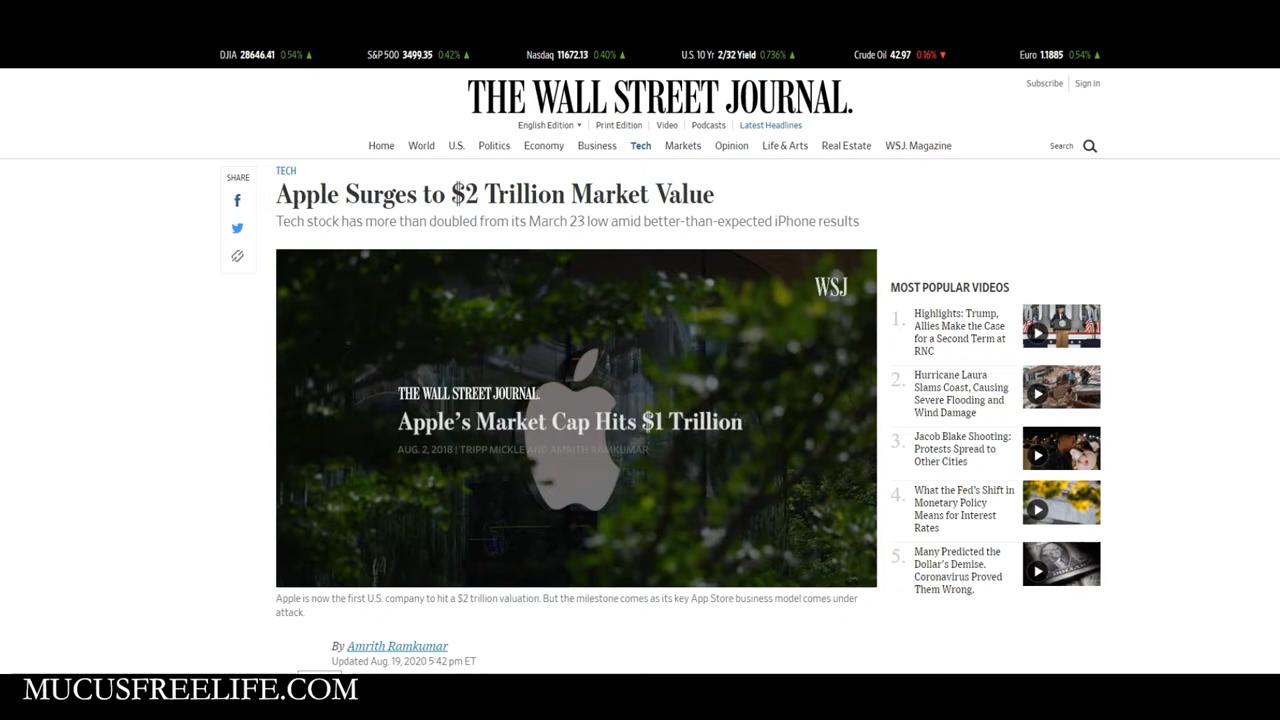 DJIA 28646.41 0.54% ▲ S&P 500 3499.35 0.42% ▲ Nasdaq 11672.13 0.40% ▲ U.S. 10 Yr 2/32 Yield 0.736% ▲ Crude Oil 42.97 0.16% ▼ Euro 1.1885 0.54% ▲
Subscribe Sign In
THE WALL STREET JOURNAL.
English Edition ▾ Print Edition Video Podcasts Latest Headlines
Home World U.S. Politics Economy Business Tech Markets Opinion Life & Arts Real Estate WSJ. Magazine Search
TECH
SHARE
Apple Surges to $2 Trillion Market Value
Tech stock has more than doubled from its March 23 low amid better-than-expected iPhone results
WSJ
THE WALL STREET JOURNAL.
Apple's Market Cap Hits $1 Trillion
AUG. 2, 2018 | TRIPP MICKLE AND AMRITH RAMKUMAR
Apple is now the first U.S. company to hit a $2 trillion valuation. But the milestone comes as its key App Store business model comes under
attack.
By Amrith Ramkumar
Updated Aug. 19, 2020 5:42 pm ET
MOST POPULAR VIDEOS
1. Highlights: Trump,
Allies Make the Case
for a Second Term at
RNC
2. Hurricane Laura
Slams Coast, Causing
Severe Flooding and
Wind Damage
3. Jacob Blake Shooting:
Protests Spread to
Other Cities
4. What the Fed's Shift in
Monetary Policy
Means for Interest
Rates
5. Many Predicted the
Dollar's Demise.
Coronavirus Proved
Them Wrong.
MUCUSFREELIFE.COM